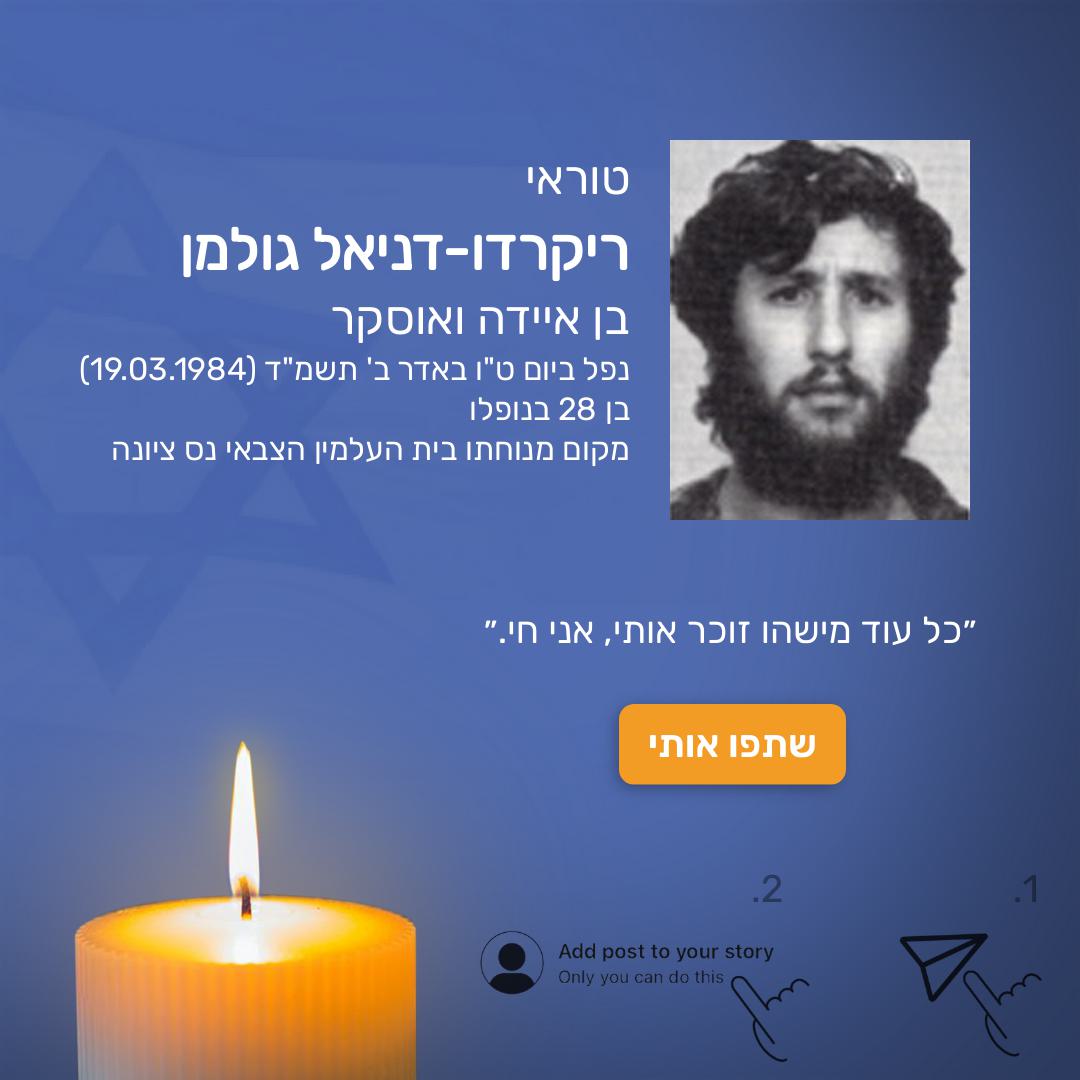 טוראי
ריקרדו-דניאל גולמן
בן איידה ואוסקר
נפל ביום ט"ו באדר ב' תשמ"ד (19.03.1984)
בן 28 בנופלו
מקום מנוחתו בית העלמין הצבאי נס ציונה
״כל עוד מישהו זוכר אותי, אני חי.״
שתפו אותי
1.
2.
Add post to your story
Only you can do this